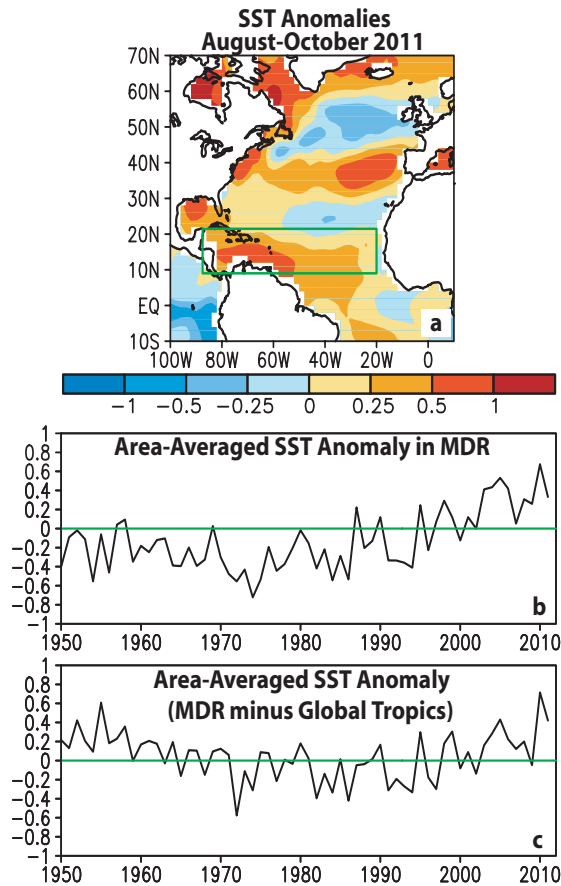 SST Anomalies
August-October 2011
70N
60N
50N
40N
30N
20N
10N
EQ
10S
a
100W 80W 60W 40W 20W 0
-1 -0.5 -0.25 0 0.25 0.5 1
Area-Averaged SST Anomaly in MDR
1
0.8
0.6
0.4
0.2
0
-0.2
-0.4
-0.6
-0.8
-1
b
1950 1960 1970 1980 1990 2000 2010
Area-Averaged SST Anomaly
(MDR minus Global Tropics)
1
0.8
0.6
0.4
0.2
0
-0.2
-0.4
-0.6
-0.8
-1
c
1950 1960 1970 1980 1990 2000 2010